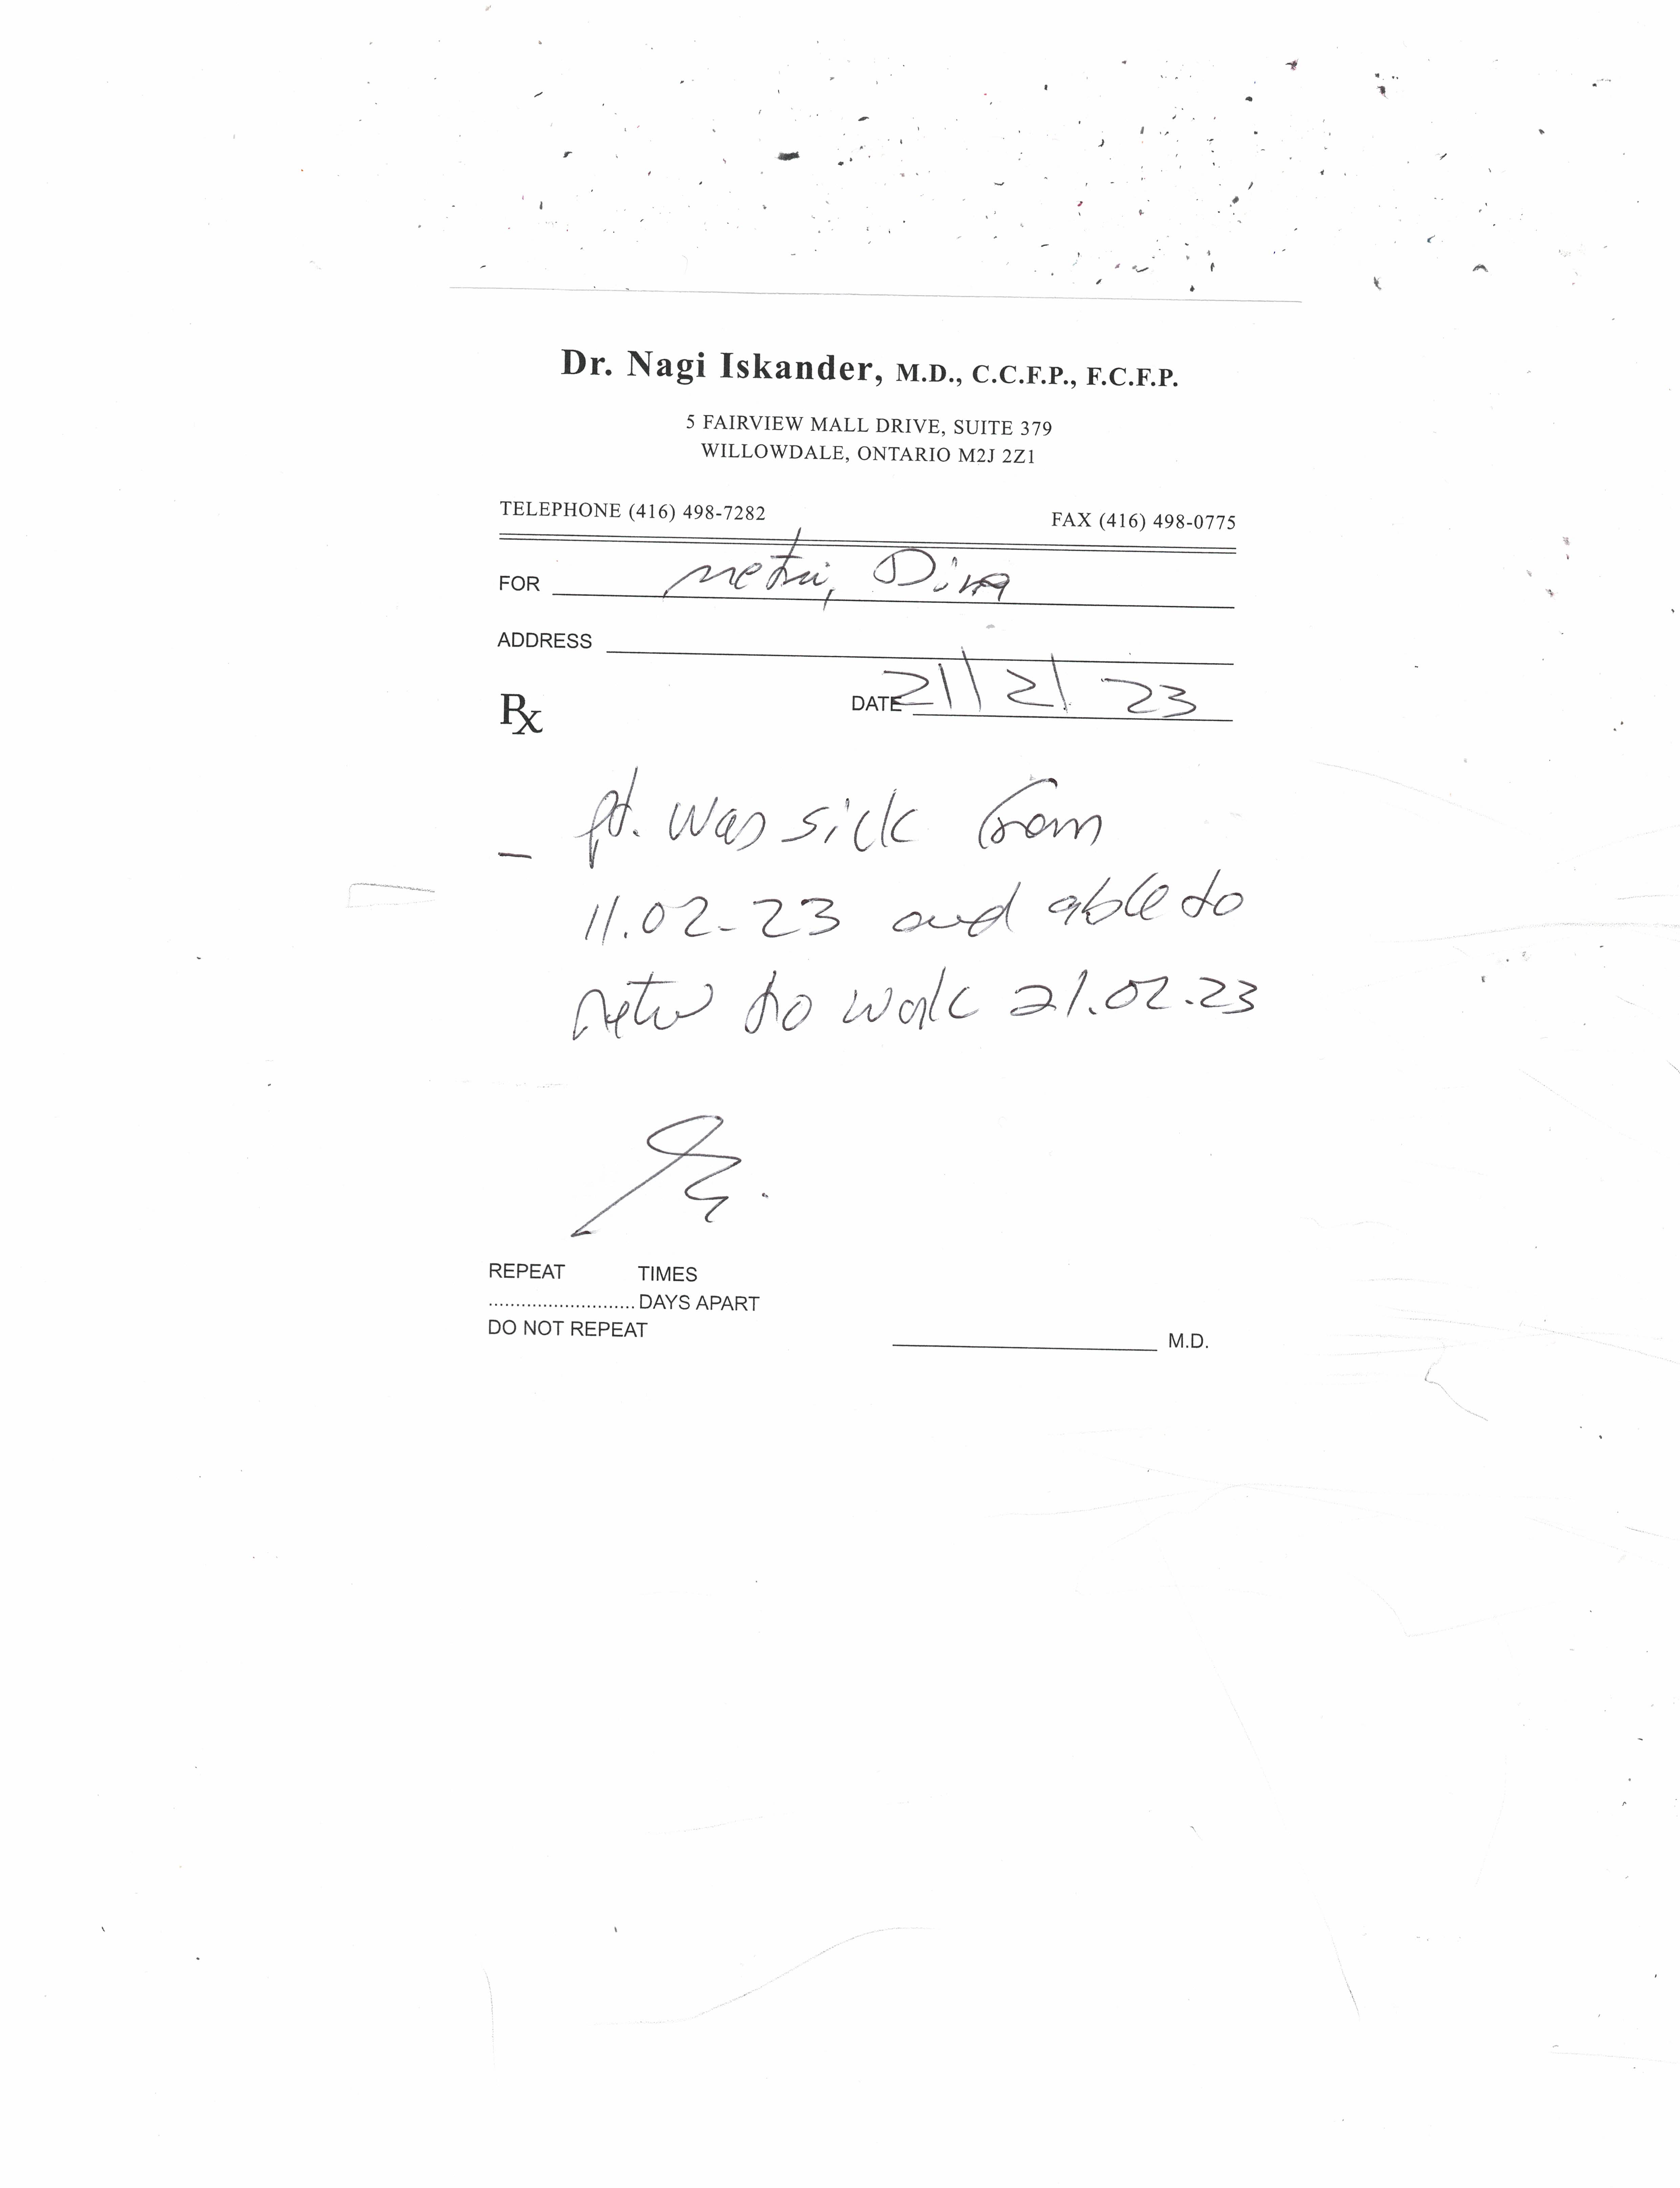 Dr. Nagi Iskander, M.D., C.C.F.P., F.C.F.P.
5 FAIRVIEW MALL DRIVE, SUITE 379
WILLOWDALE, ONTARIO M2J 2Z1
TELEPHONE (416) 498-7282 FAX (416) 498-0775
FOR Metri, Dina
ADDRESS
Rx DATE 21/2/23
pt. was sick from
11.02-23 and able to
retur to work 21.02.23
REPEAT TIMES
........................... DAYS APART
DO NOT REPEAT
M.D.